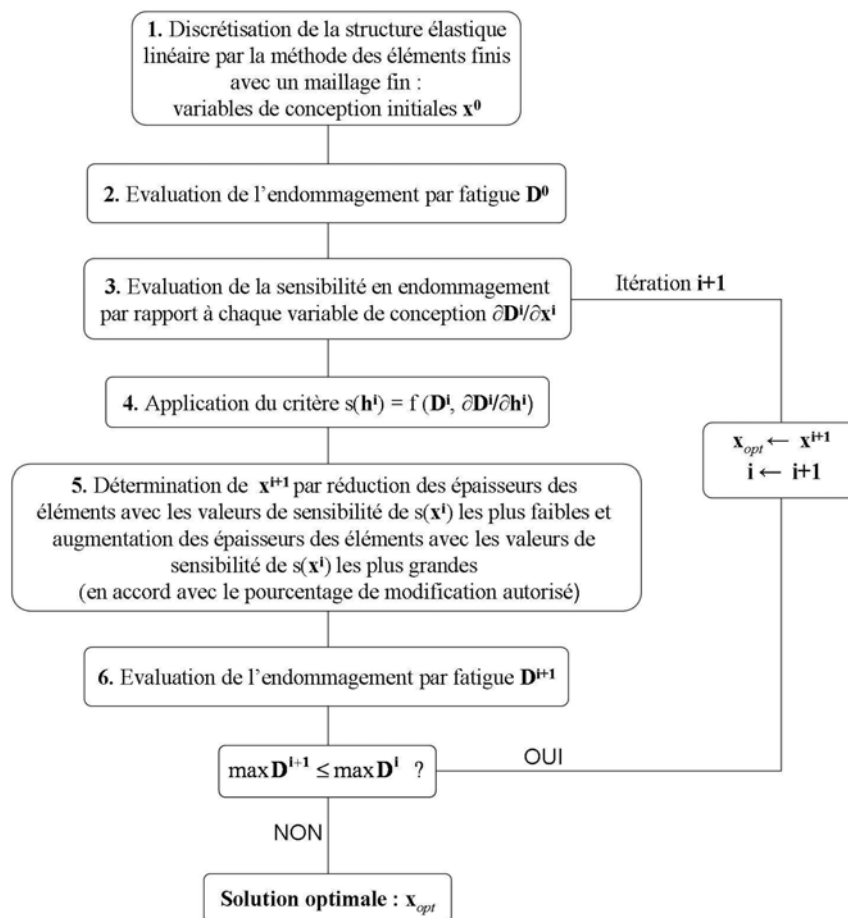 1. Discrétisation de la structure élastique
linéaire par la méthode des éléments finis
avec un maillage fin :
variables de conception initiales x⁰
2. Evaluation de l’endommagement par fatigue D⁰
3. Evaluation de la sensibilité en endommagement
par rapport à chaque variable de conception ∂Dⁱ/∂xⁱ
Itération i+1
4. Application du critère s(hⁱ) = f (Dⁱ, ∂Dⁱ/∂hⁱ)
x_opt ← xⁱ⁺¹
i ← i+1
5. Détermination de xⁱ⁺¹ par réduction des épaisseurs des
éléments avec les valeurs de sensibilité de s(xⁱ) les plus faibles et
augmentation des épaisseurs des éléments avec les valeurs de
sensibilité de s(xⁱ) les plus grandes
(en accord avec le pourcentage de modification autorisé)
6. Evaluation de l’endommagement par fatigue Dⁱ⁺¹
max Dⁱ⁺¹ ≤ max Dⁱ ?
OUI
NON
Solution optimale : x_opt